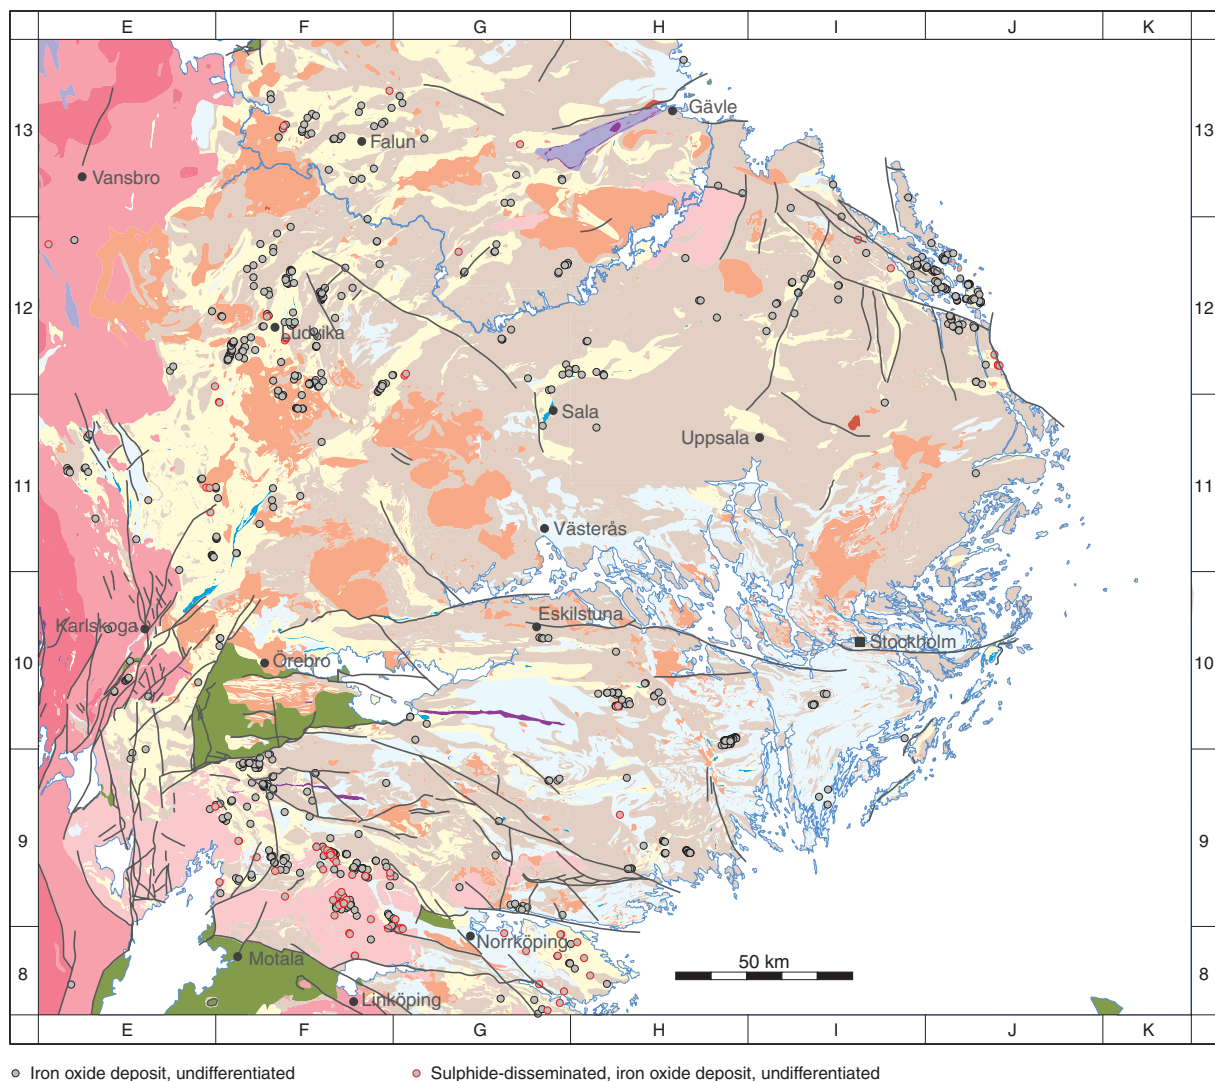 E F G H I J K
13 Gävle 13
Falun
Vansbro
12 Ludvika 12
Sala
Uppsala
11 11
Västerås
Eskilstuna
Karlskoga
Stockholm
10 Örebro 10
9 9
Norrköping
Motala 50 km
8 8
Linköping
E F G H I J K
Iron oxide deposit, undifferentiated Sulphide-disseminated, iron oxide deposit, undifferentiated